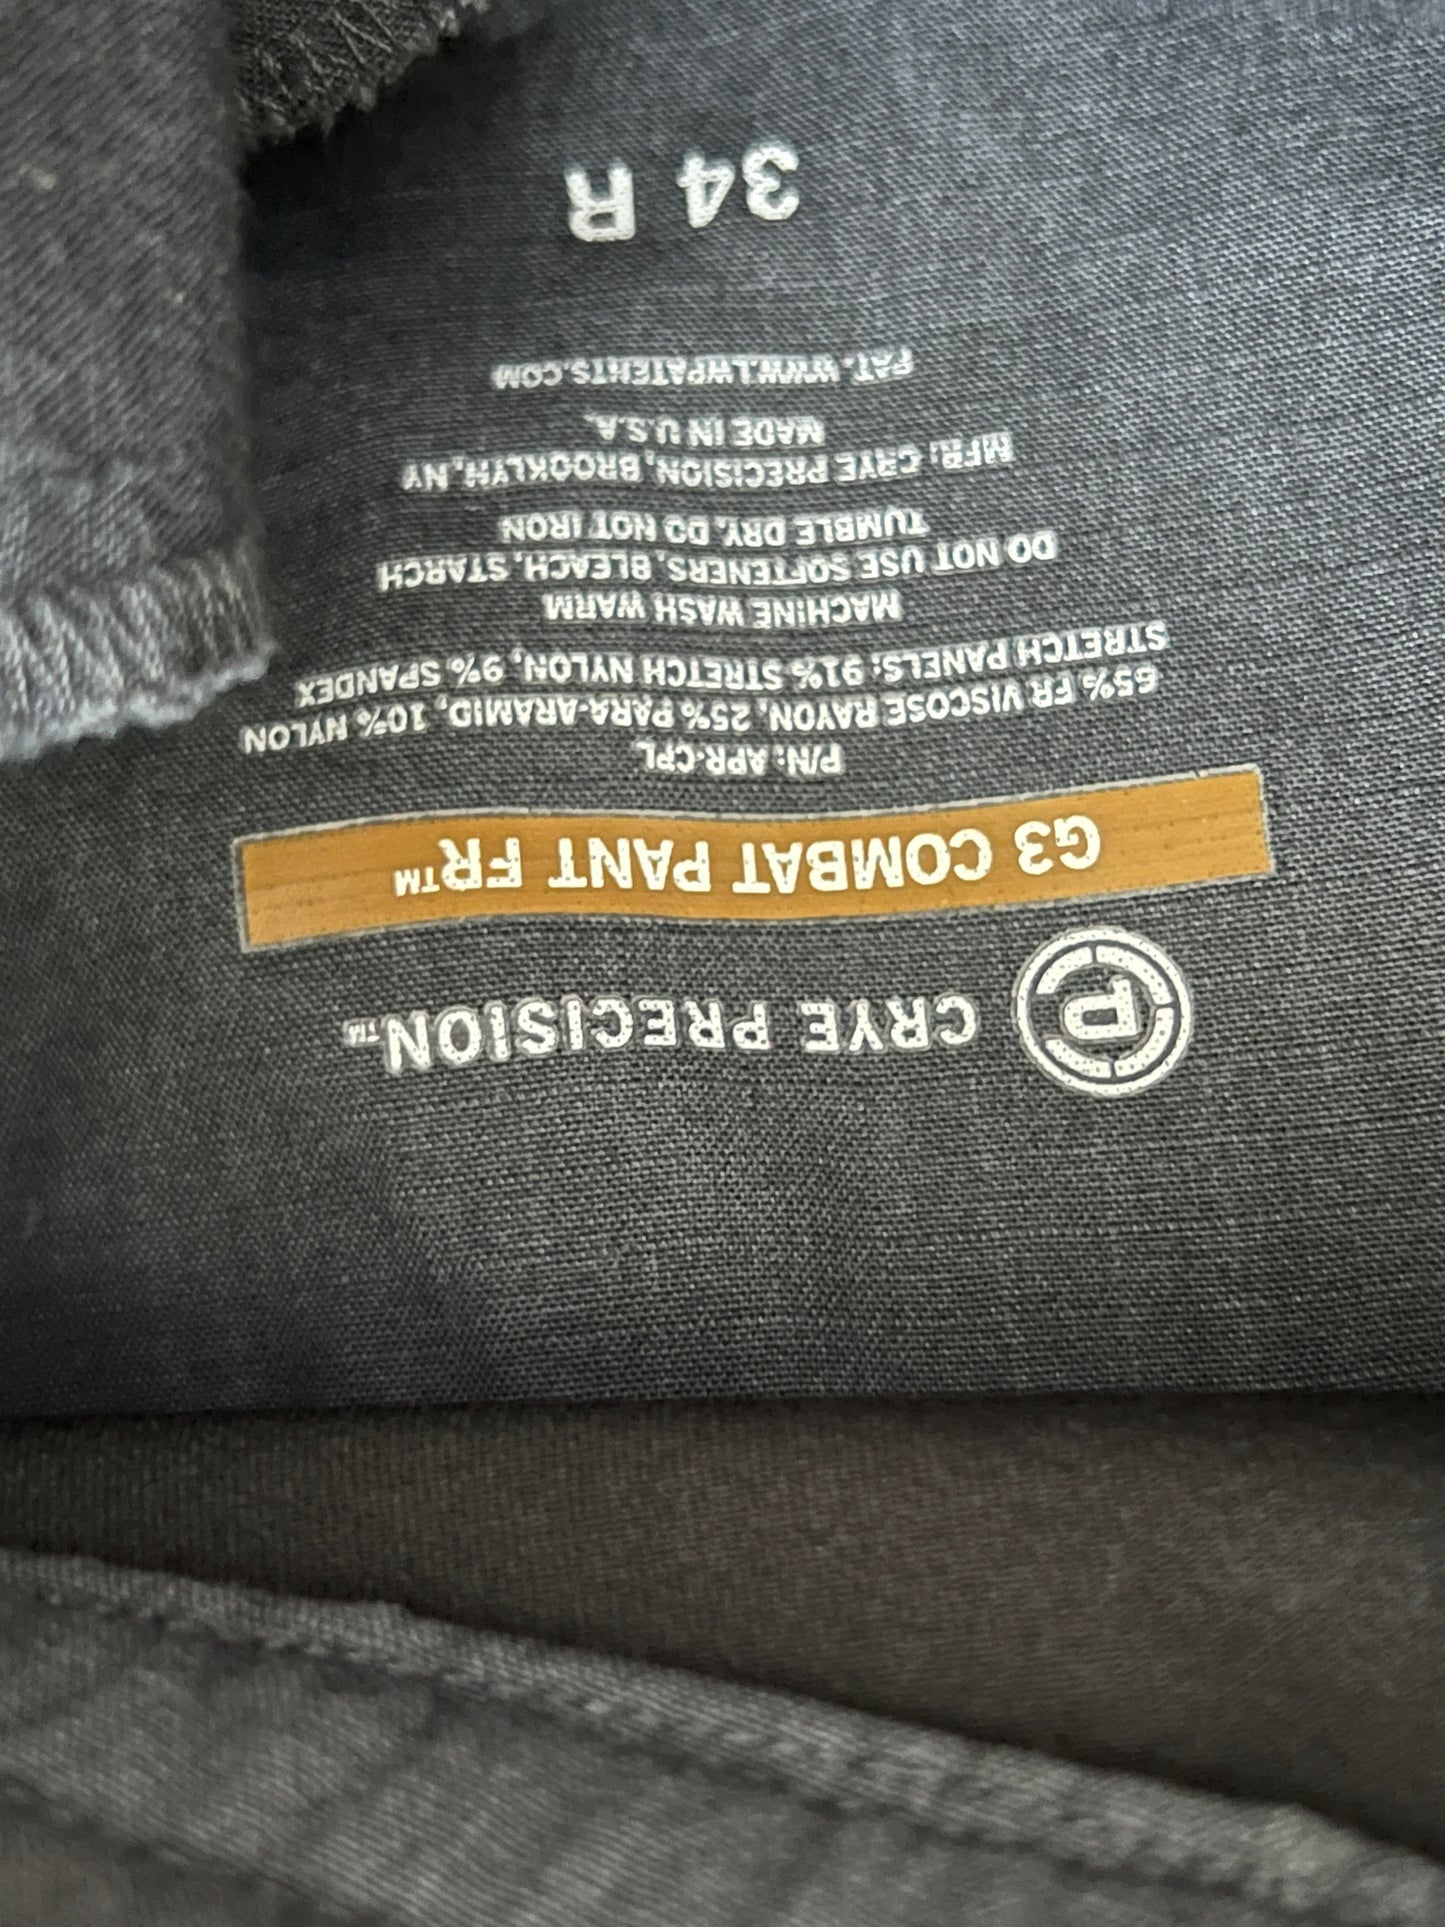 CRYE PRECISION™
G3 COMBAT PANT FR™
P/N: APR-CPL
65% FR VISCOSE RAYON, 25% PARA-ARAMID, 10% NYLON
STRETCH PANELS: 91% STRETCH NYLON, 9% SPANDEX
MACHINE WASH WARM
DO NOT USE SOFTENERS, BLEACH, STARCH
TUMBLE DRY, DO NOT IRON
MFR: CRYE PRECISION, BROOKLYN, NY
MADE IN U.S.A.
PAT. WWW.LWPATENTS.COM
34 R